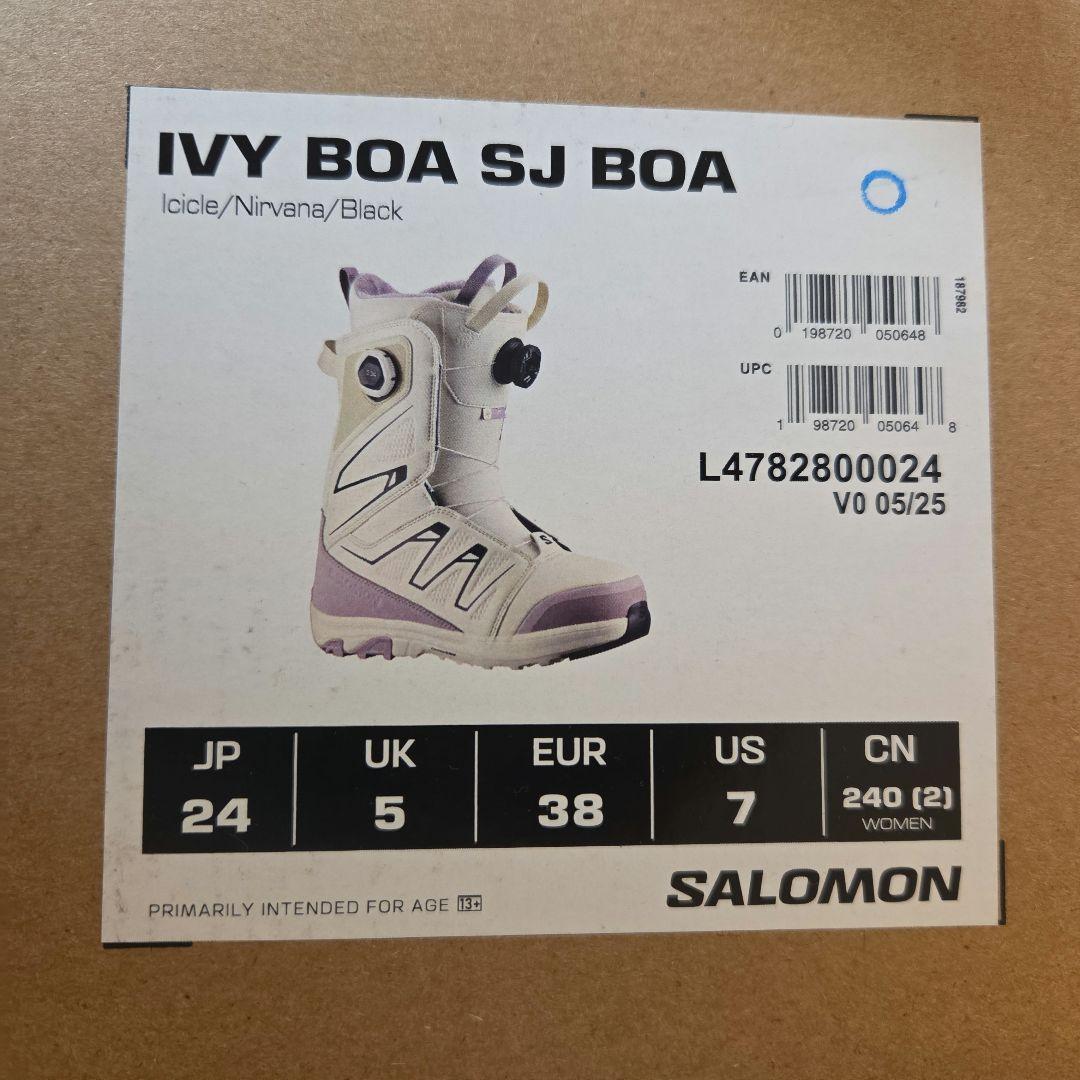 IVY BOA SJ BOA
Icicle/Nirvana/Black
EAN
0 198720 050648
187982
UPC
1 98720 05064 8
L4782800024
V0 05/25
JP UK EUR US CN
24 5 38 7 240 (2)
WOMEN
PRIMARILY INTENDED FOR AGE 13+
SALOMON